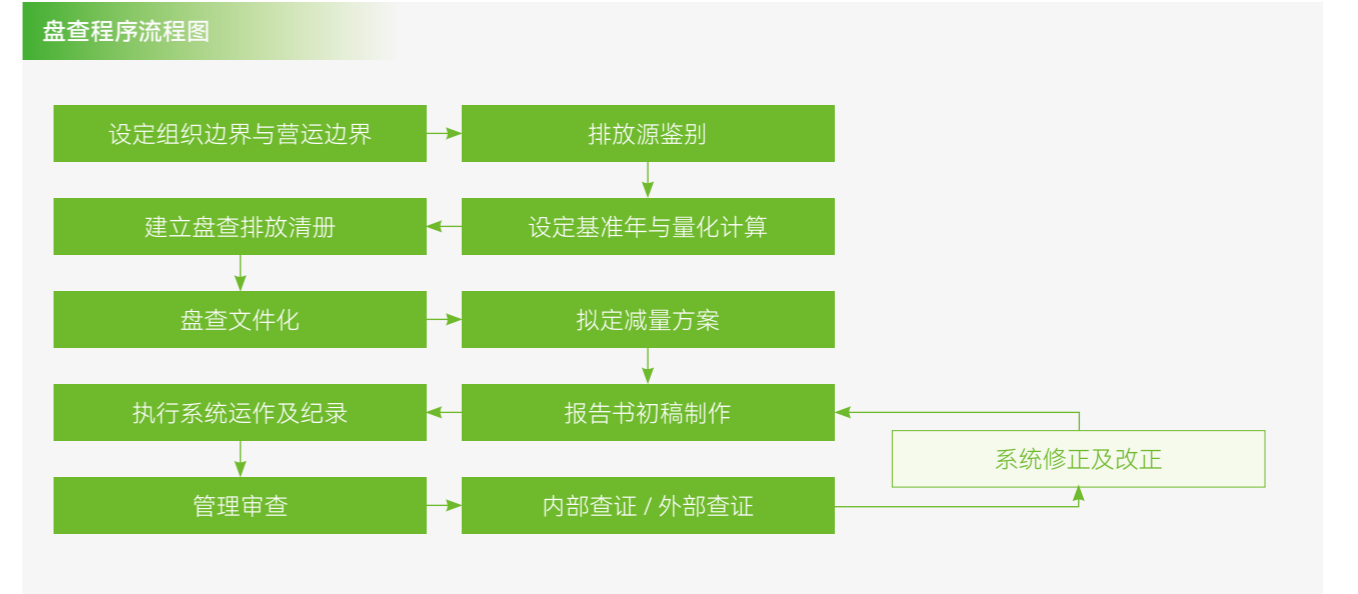 盘查程序流程图
设定组织边界与营运边界
排放源鉴别
建立盘查排放清册
设定基准年与量化计算
盘查文件化
拟定减量方案
执行系统运作及纪录
报告书初稿制作
系统修正及改正
管理审查
内部查证 / 外部查证